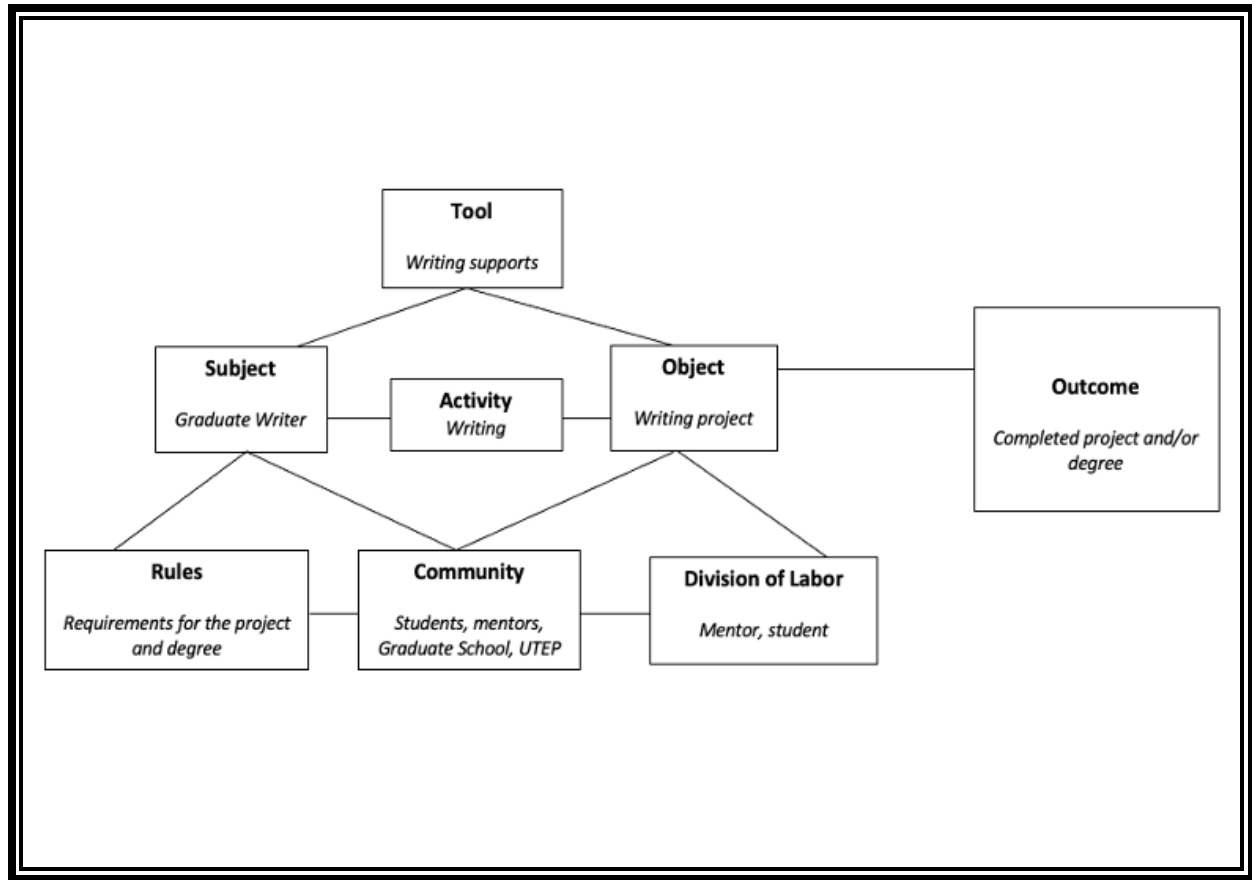 Tool
Writing supports
Subject
Graduate Writer
Activity
Writing
Object
Writing project
Outcome
Completed project and/or
degree
Rules
Requirements for the project
and degree
Community
Students, mentors,
Graduate School, UTEP
Division of Labor
Mentor, student